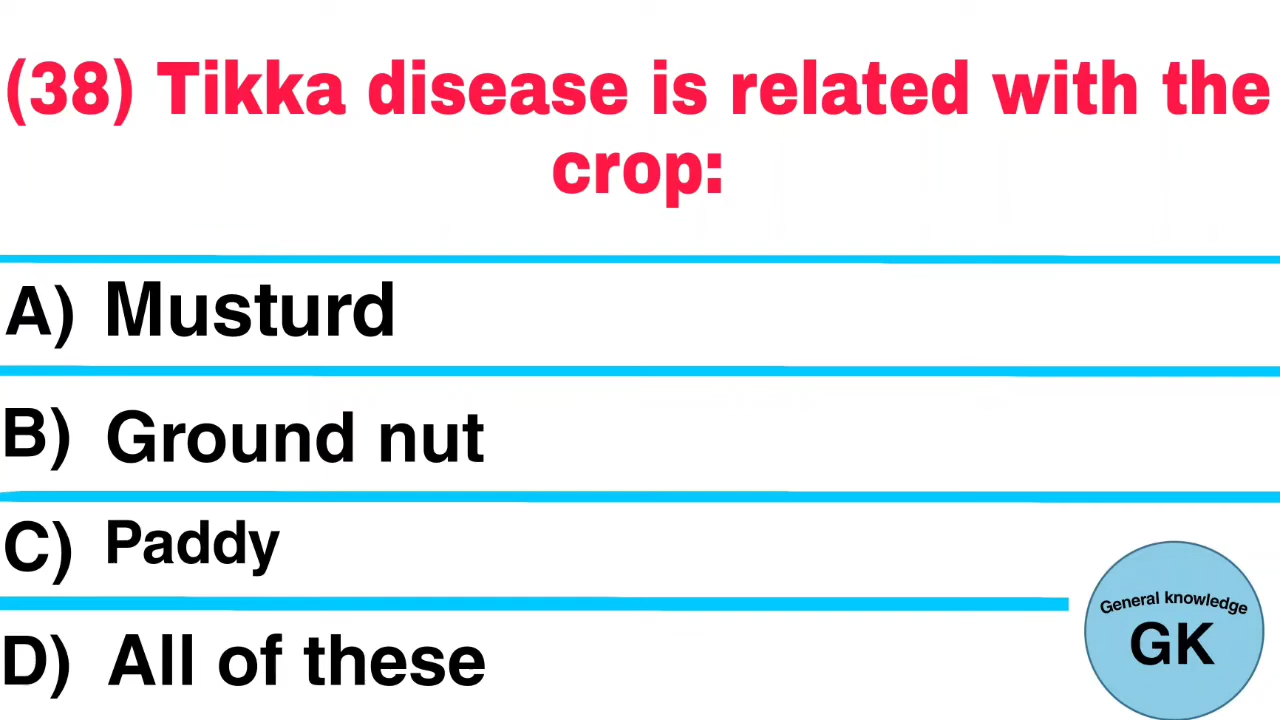 (38) Tikka disease is related with the
crop:
A) Musturd
B) Ground nut
C) Paddy
D) All of these
General knowledge
GK